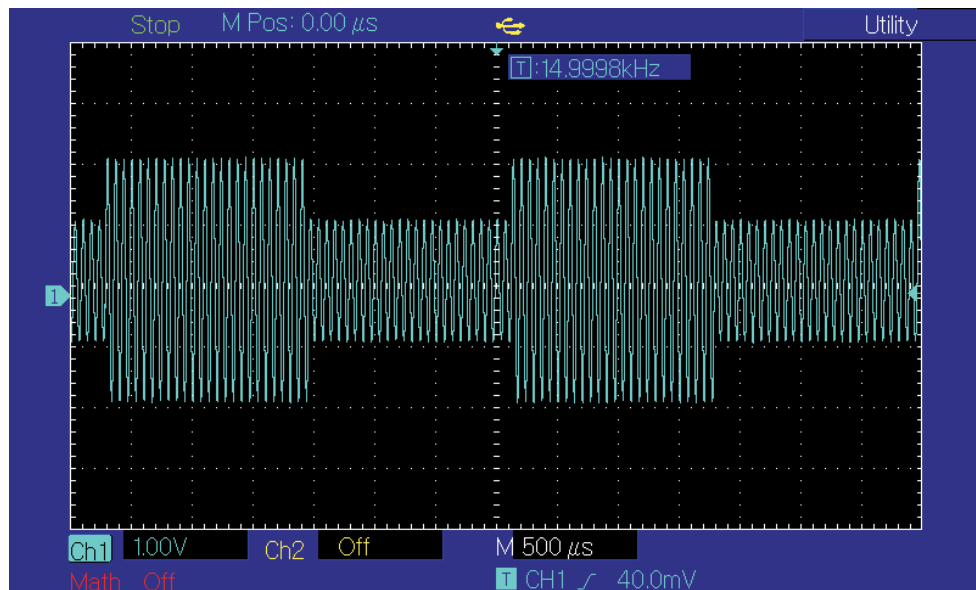 Stop M Pos: 0.00 μs Utility
T:14.9998kHz
1
Ch1 1.00V Ch2 Off M 500 μs
Math Off T CH1 40.0mV